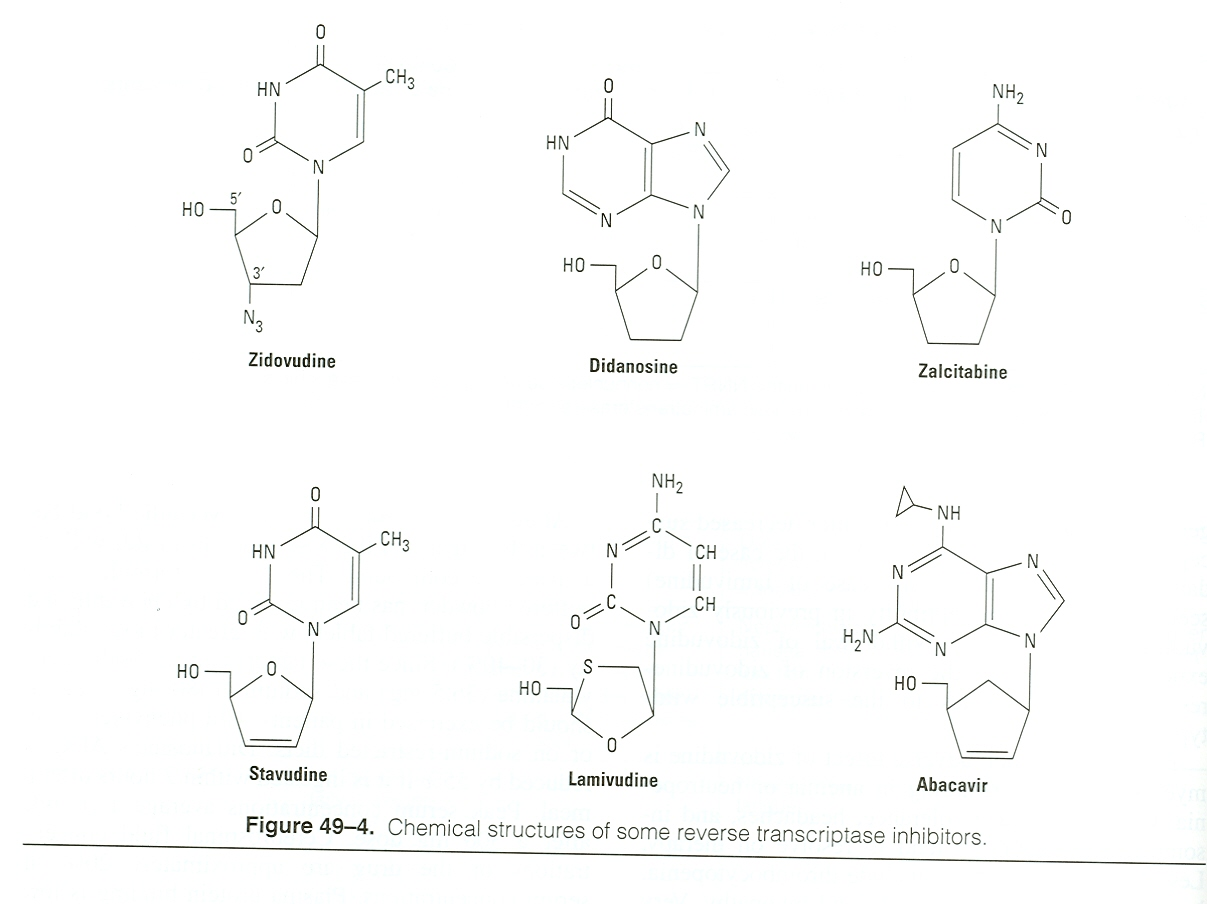 O
CH3
HN
O
N
HO
5′
O
3′
N3
Zidovudine
O
N
HN
N
N
HO
O
Didanosine
NH2
N
O
N
HO
O
Zalcitabine
O
CH3
HN
O
N
HO
O
Stavudine
NH2
C
N
CH
C
CH
O
N
S
HO
O
Lamivudine
NH
N
N
H2N
N
N
HO
Abacavir
Figure 49–4. Chemical structures of some reverse transcriptase inhibitors.